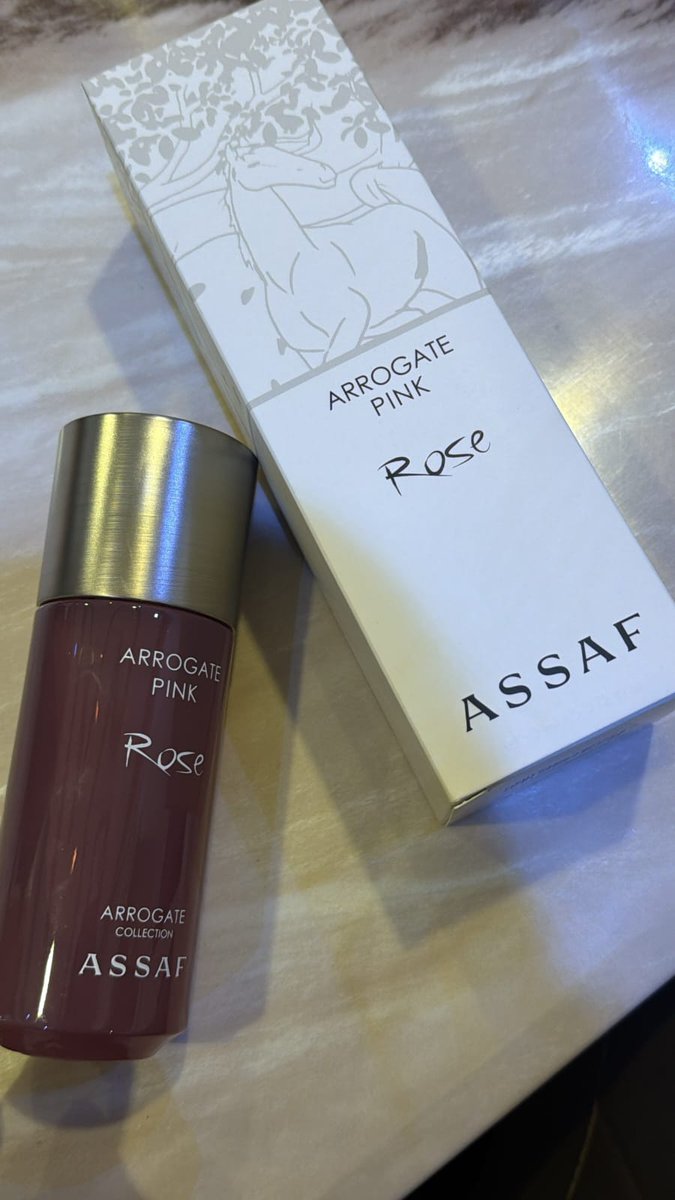 ARROGATE
PINK
Rose
ASSAF
ARROGATE
PINK
Rose
ARROGATE
COLLECTION
ASSAF